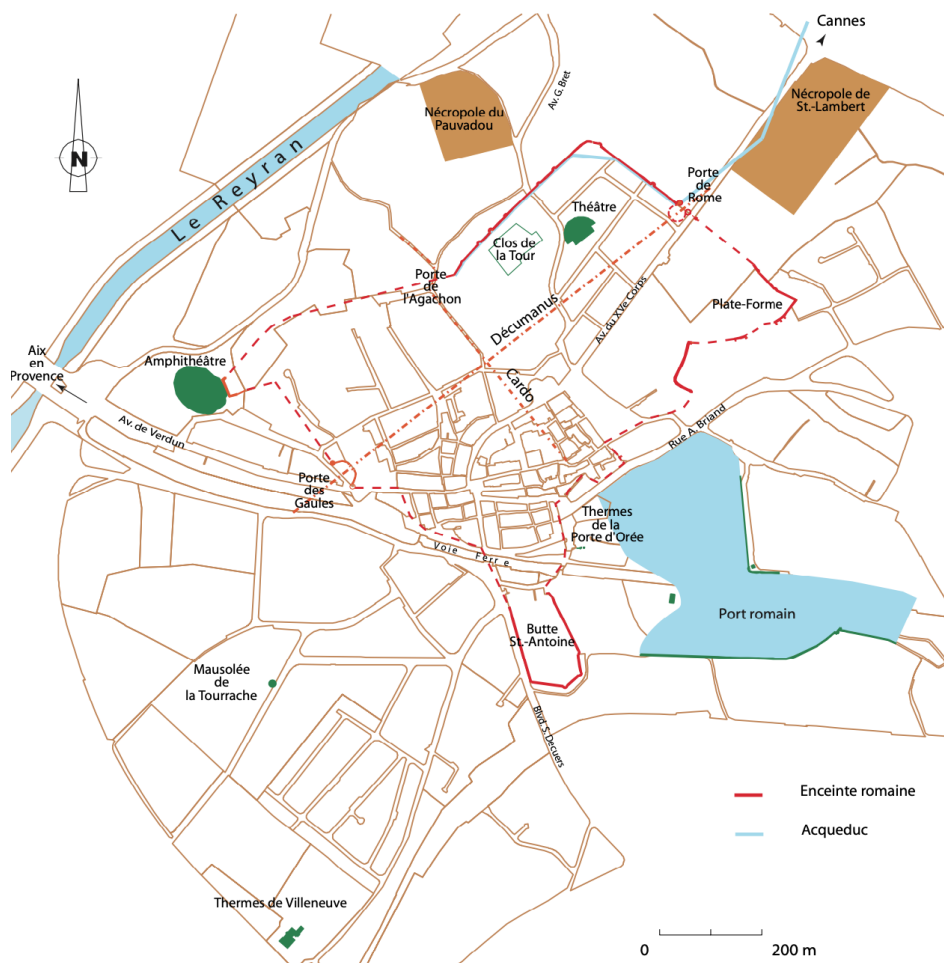 Cannes
Nécropole de
St.-Lambert
Av. G. Bret
Nécropole du
Pauvadou
N
Le Reyran
Porte
de
Rome
Théâtre
Clos de
la Tour
Porte
de
l'Agachon
Plate-Forme
Décumanus
Av. du XVe Corps
Aix
en
Provence
Amphithéâtre
Cardo
Av. de Verdun
Rue A. Briand
Porte
des
Gaules
Thermes
de la
Porte d'Orée
Voie Ferre
Port romain
Butte
St.-Antoine
Mausolée
de
la Tourrache
Blvd. S. Decuers
Enceinte romaine
Acqueduc
Thermes de Villeneuve
0 200 m